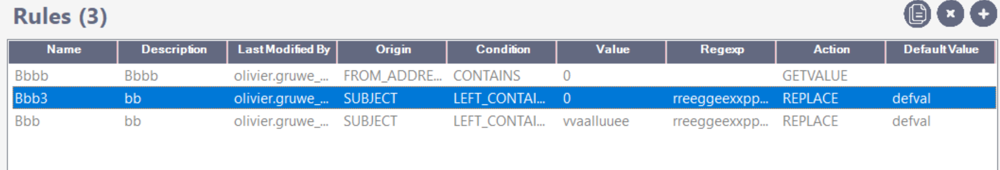 Rules (3)
Name Description Last Modified By Origin Condition Value Regexp Action Default Value
Bbbb Bbbb olivier.gruwe_... FROM_ADDRE... CONTAINS 0 GETVALUE
Bbb3 bb olivier.gruwe_... SUBJECT LEFT_CONTAI... 0 rreeggeexxpp... REPLACE defval
Bbb bb olivier.gruwe_... SUBJECT LEFT_CONTAI... vvaalluuee rreeggeexxpp... REPLACE defval